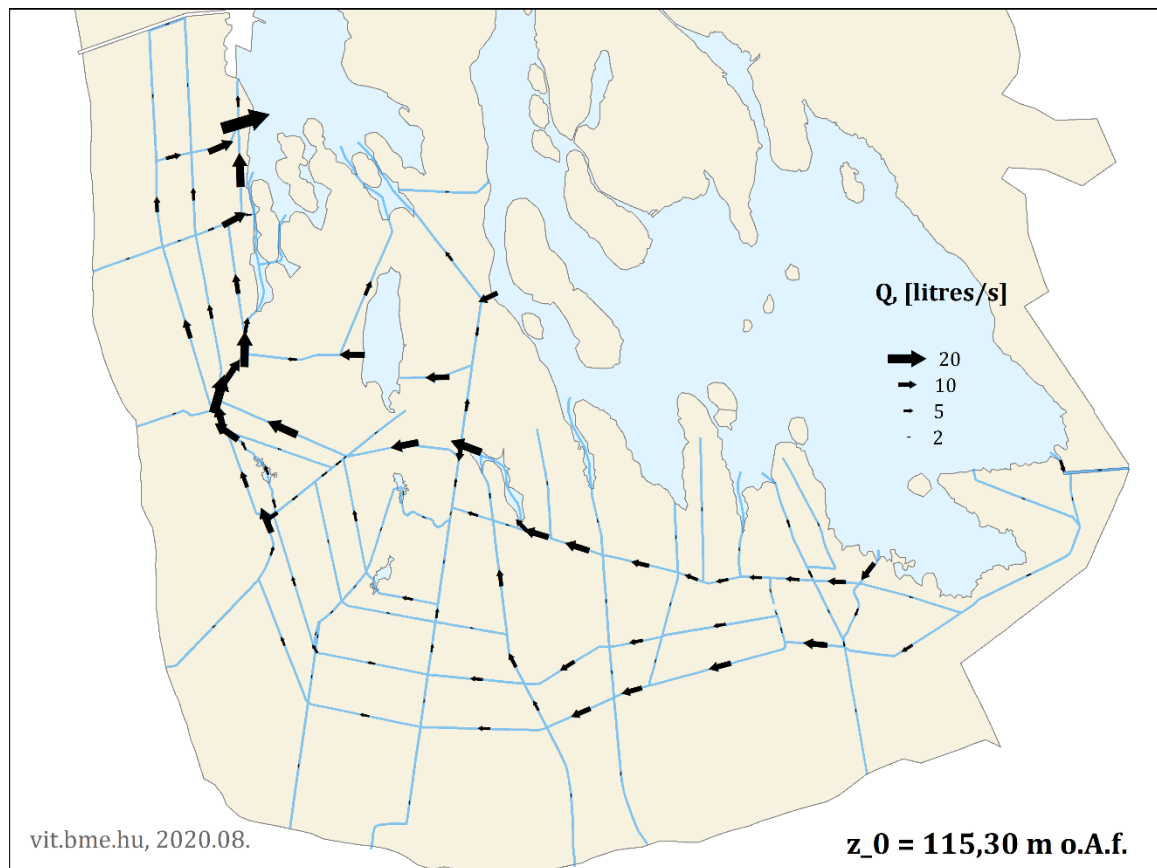 Q, [litres/s]
20
10
5
2
vit.bme.hu, 2020.08.
z_0 = 115,30 m o.A.f.